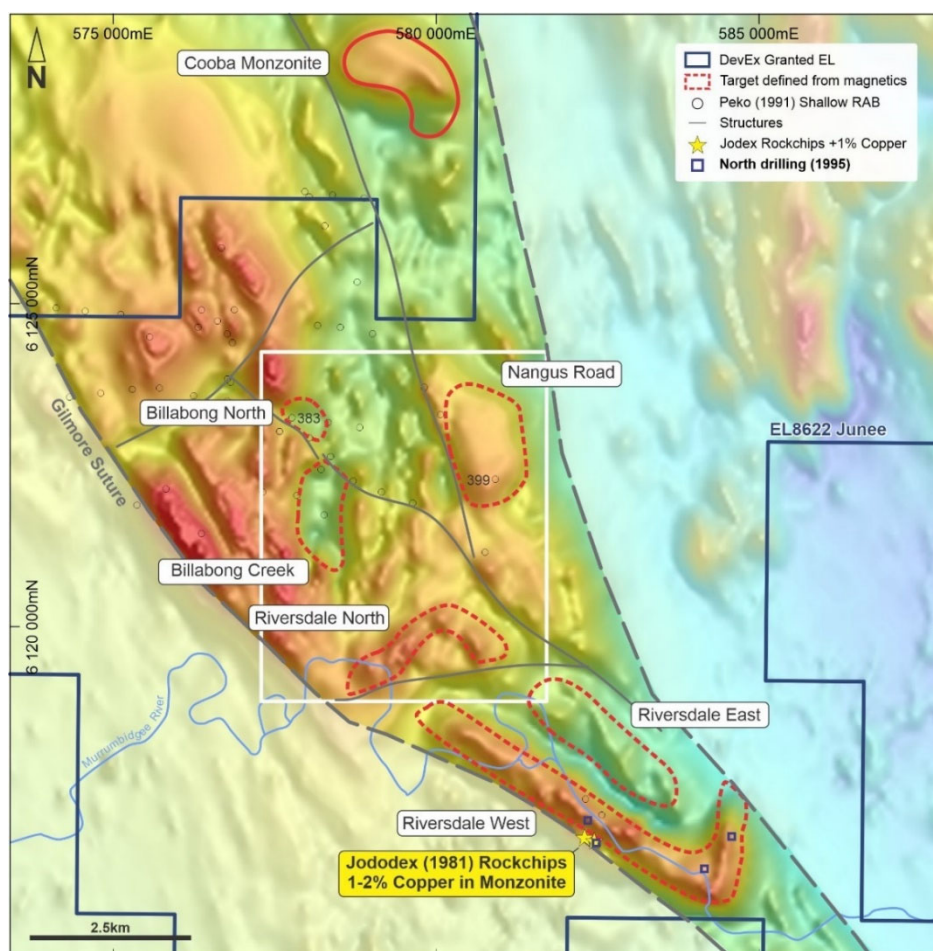 575 000mE
580 000mE
585 000mE
N
Cooba Monzonite
DevEx Granted EL
Target defined from magnetics
Peko (1991) Shallow RAB
Structures
Jodex Rockchips +1% Copper
North drilling (1995)
6 125 000mN
Nangus Road
Billabong North
383
Gilmore Suture
EL8622 Junee
399
Billabong Creek
Riversdale North
6 120 000mN
Murrumbidgee River
Riversdale East
Riversdale West
Jododex (1981) Rockchips
1-2% Copper in Monzonite
2.5km